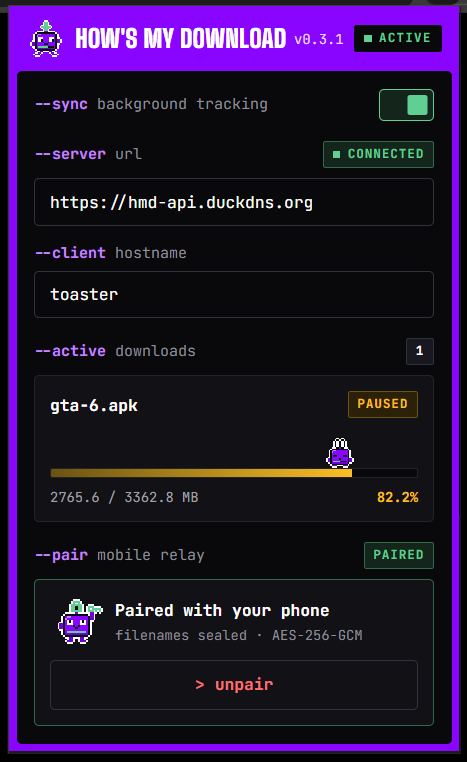 HOW'S MY DOWNLOAD v0.3.1 ACTIVE
--sync background tracking
--server url CONNECTED
https://hmd-api.duckdns.org
--client hostname
toaster
--active downloads 1
gta-6.apk PAUSED
2765.6 / 3362.8 MB 82.2%
--pair mobile relay PAIRED
Paired with your phone
filenames sealed · AES-256-GCM
> unpair